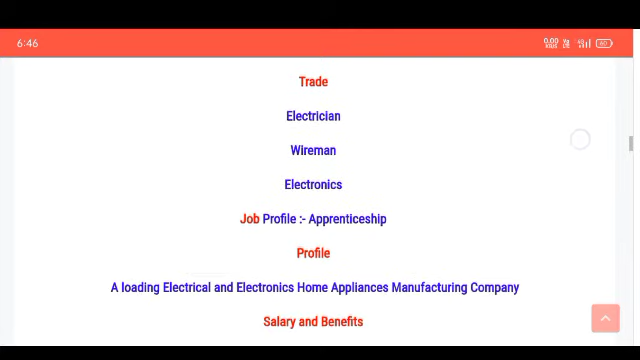 6:46
Trade
Electrician
Wireman
Electronics
Job Profile :- Apprenticeship
Profile
A loading Electrical and Electronics Home Appliances Manufacturing Company
Salary and Benefits